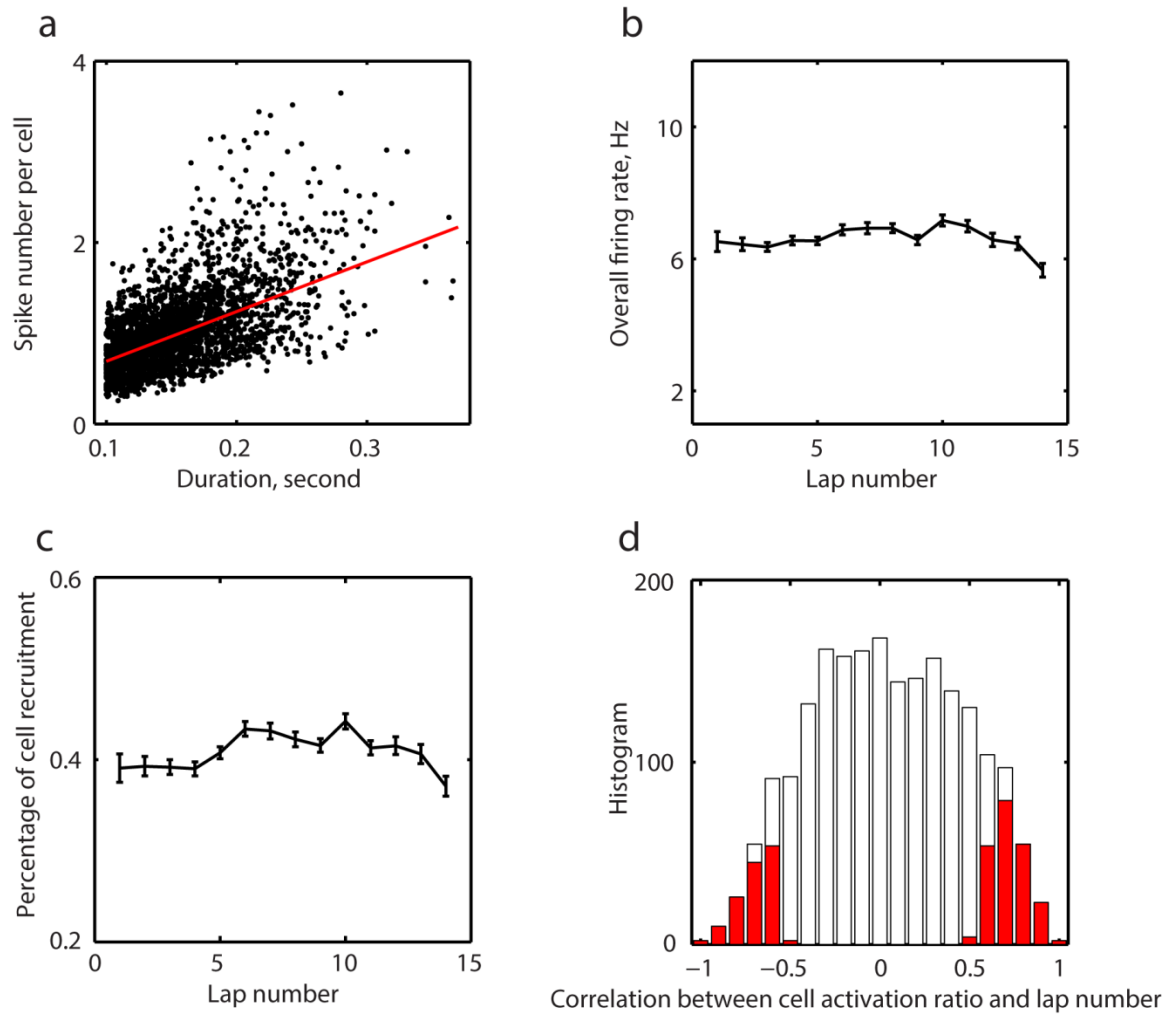 a
4
2
0
Spike number per cell
0.1 0.2 0.3
Duration, second
b
10
6
2
Overall firing rate, Hz
0 5 10 15
Lap number
c
0.6
0.4
0.2
Percentage of cell recruitment
0 5 10 15
Lap number
d
200
100
0
Histogram
−1 −0.5 0 0.5 1
Correlation between cell activation ratio and lap number